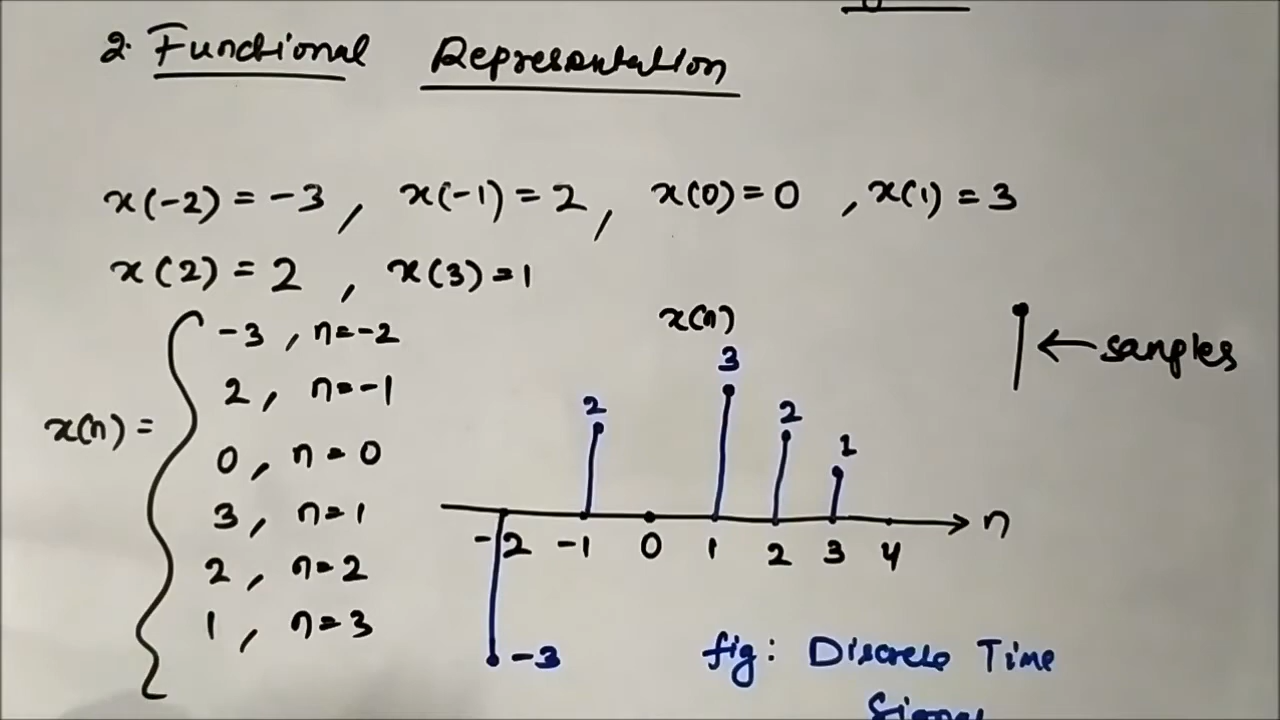 2. Functional Representation
x(-2) = -3, x(-1) = 2, x(0) = 0, x(1) = 3
x(2) = 2, x(3) = 1
x(n) =
-3, n=-2
2, n=-1
0, n=0
3, n=1
2, n=2
1, n=3
x(n)
3
2
2
1
← samples
-2 -1 0 1 2 3 4 n
-3
fig: Discrete Time